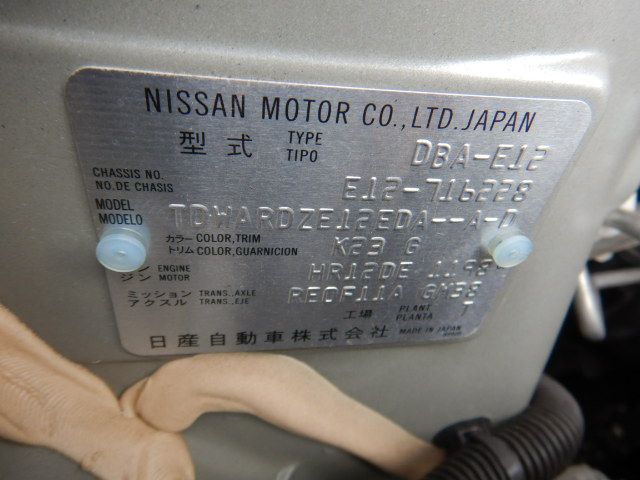 NISSAN MOTOR CO.,LTD.JAPAN
型式 TYPE TIPO DBA-E12
CHASSIS NO. NO.DE CHASIS E12-716228
MODEL MODELO TDWARDZE12EDA--A-D
カラー COLOR,TRIM K23 G
トリム COLOR,GUARNICION
ENGINE MOTOR HR12DE 1198
ミッション TRANS.,AXLE RE0F11A GM38
アクスル TRANS.,EJE
工場 PLANT PLANTA
日産自動車株式会社 MADE IN JAPAN